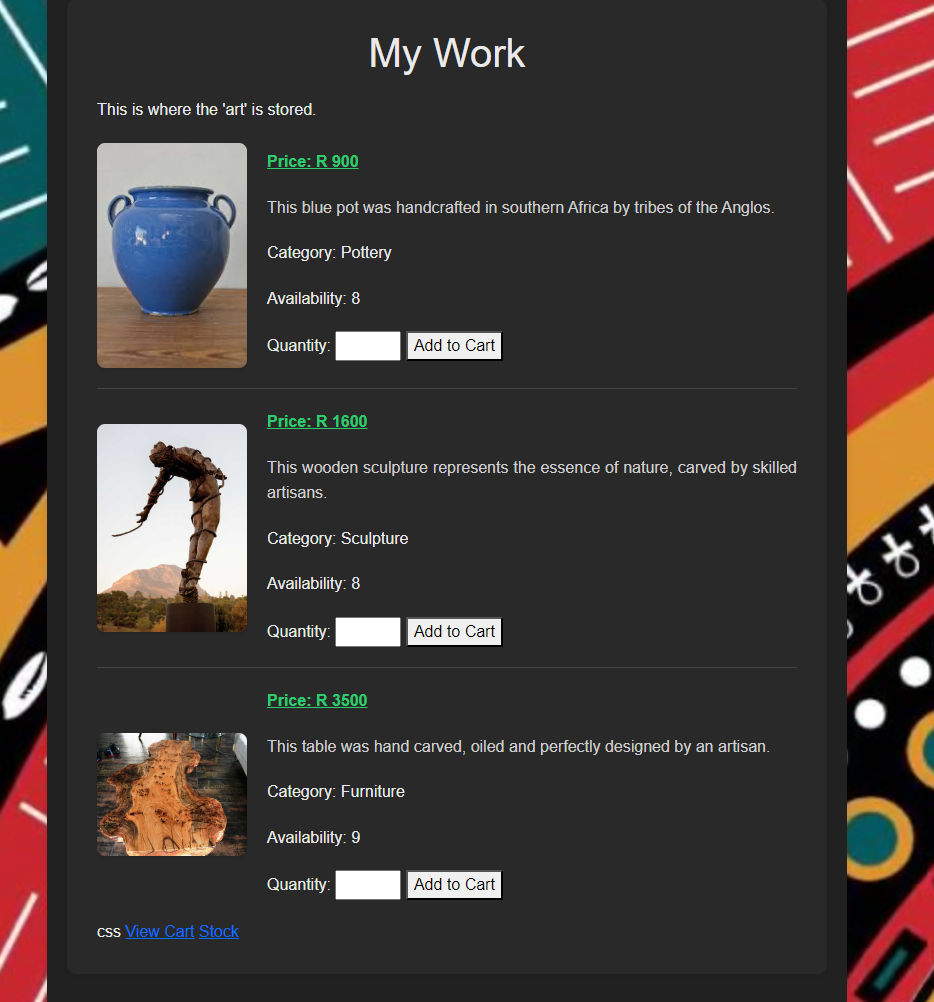 My Work
This is where the 'art' is stored.
Price: R 900
This blue pot was handcrafted in southern Africa by tribes of the Anglos.
Category: Pottery
Availability: 8
Quantity: Add to Cart
Price: R 1600
This wooden sculpture represents the essence of nature, carved by skilled
artisans.
Category: Sculpture
Availability: 8
Quantity: Add to Cart
Price: R 3500
This table was hand carved, oiled and perfectly designed by an artisan.
Category: Furniture
Availability: 9
Quantity: Add to Cart
css View Cart Stock